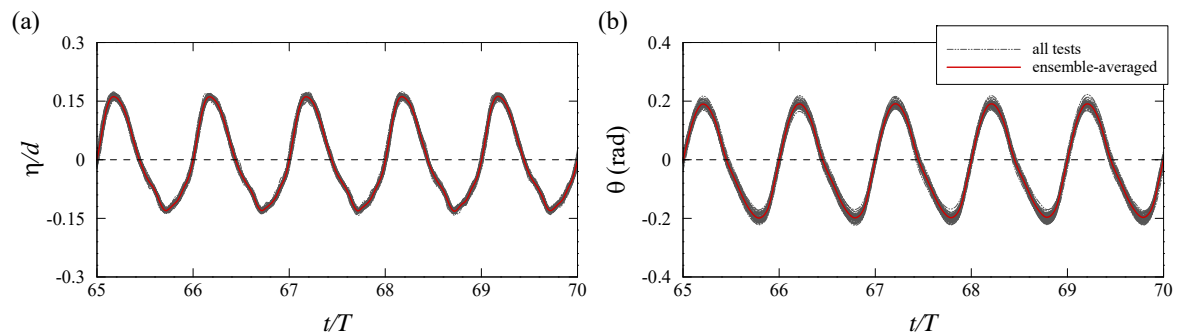 (a)
0.3
0.15
0
-0.15
-0.3
η/d
65 66 67 68 69 70
t/T
(b)
0.4
0.2
0
-0.2
-0.4
θ (rad)
65 66 67 68 69 70
t/T
all tests
ensemble-averaged